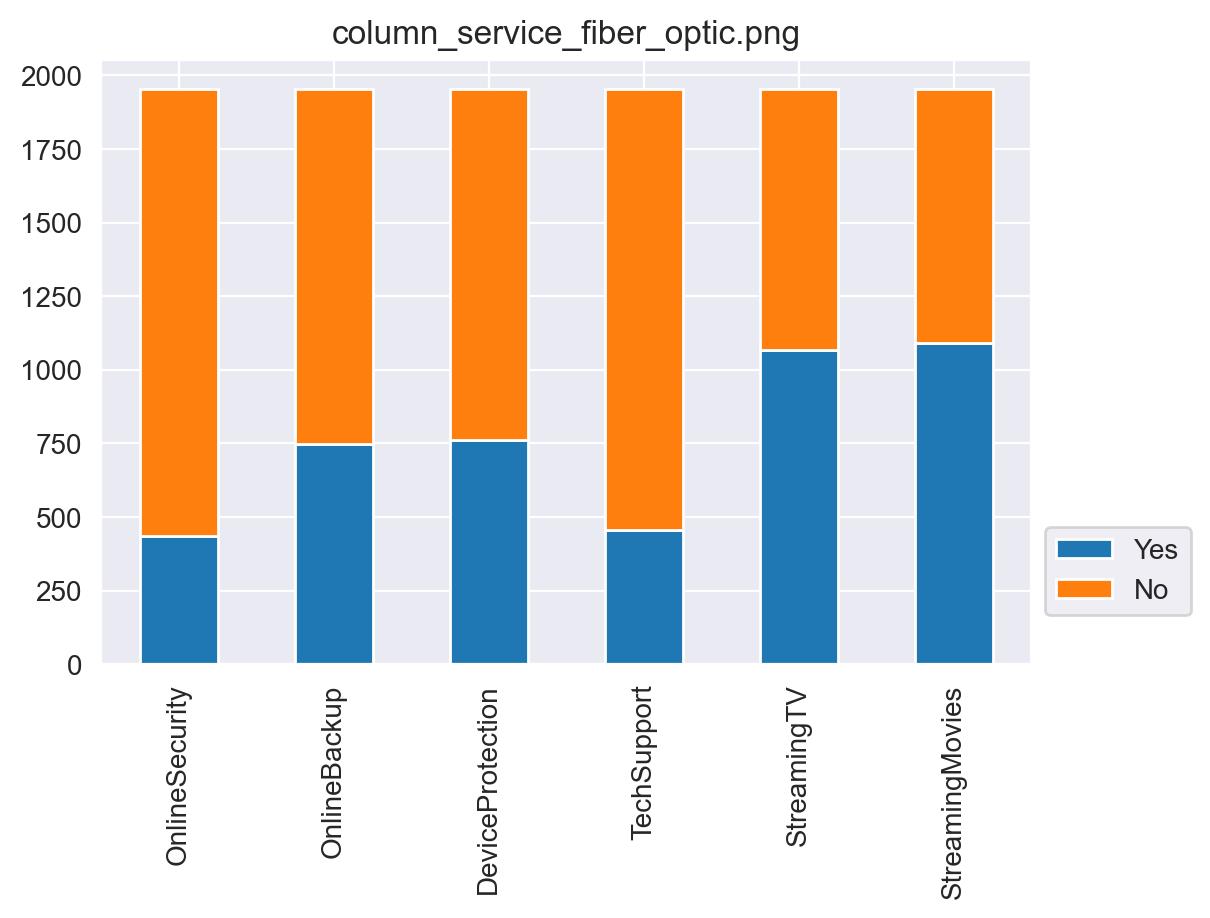 column_service_fiber_optic.png
2000
1750
1500
1250
1000
750
500
250
0
OnlineSecurity
OnlineBackup
DeviceProtection
TechSupport
StreamingTV
StreamingMovies
Yes
No